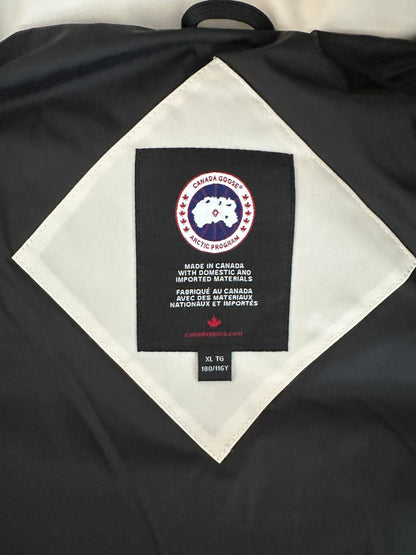 CANADA GOOSE®
ARCTIC PROGRAM
MADE IN CANADA
WITH DOMESTIC AND
IMPORTED MATERIALS
FABRIQUÉ AU CANADA
AVEC DES MATERIAUX
NATIONAUX ET IMPORTÉS
canadagoose.com
XL TG
180/116Y